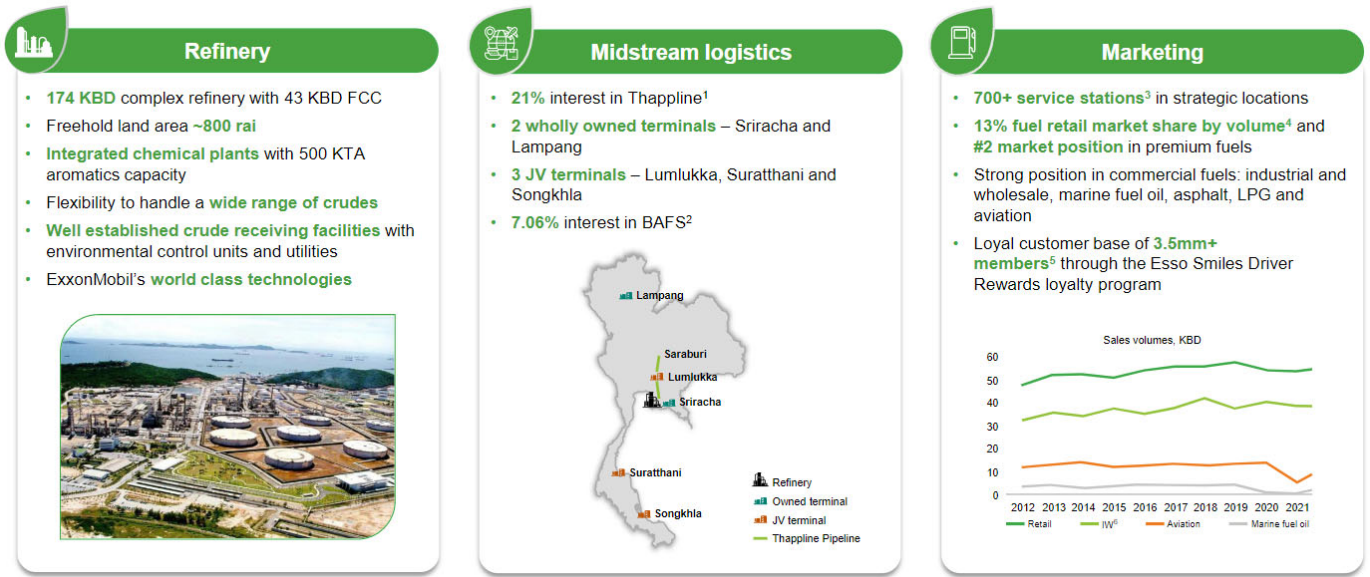 Refinery
• 174 KBD complex refinery with 43 KBD FCC
• Freehold land area ~800 rai
• Integrated chemical plants with 500 KTA
aromatics capacity
• Flexibility to handle a wide range of crudes
• Well established crude receiving facilities with
environmental control units and utilities
• ExxonMobil's world class technologies
Midstream logistics
• 21% interest in Thappline¹
• 2 wholly owned terminals – Sriracha and
Lampang
• 3 JV terminals – Lumlukka, Suratthani and
Songkhla
• 7.06% interest in BAFS²
Lampang
Saraburi
Lumlukka
Sriracha
Suratthani
Songkhla
Refinery
Owned terminal
JV terminal
Thappline Pipeline
Marketing
• 700+ service stations³ in strategic locations
• 13% fuel retail market share by volume⁴ and
#2 market position in premium fuels
• Strong position in commercial fuels: industrial and
wholesale, marine fuel oil, asphalt, LPG and
aviation
• Loyal customer base of 3.5mm+
members⁵ through the Esso Smiles Driver
Rewards loyalty program
Sales volumes, KBD
60
50
40
30
20
10
0
2012 2013 2014 2015 2016 2017 2018 2019 2020 2021
Retail IW⁶ Aviation Marine fuel oil